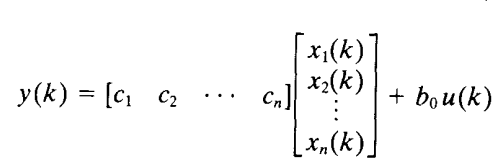 y(k) = [c₁ c₂ ⋯ cₙ] [x₁(k) x₂(k) ⋮ xₙ(k)] + b₀u(k)